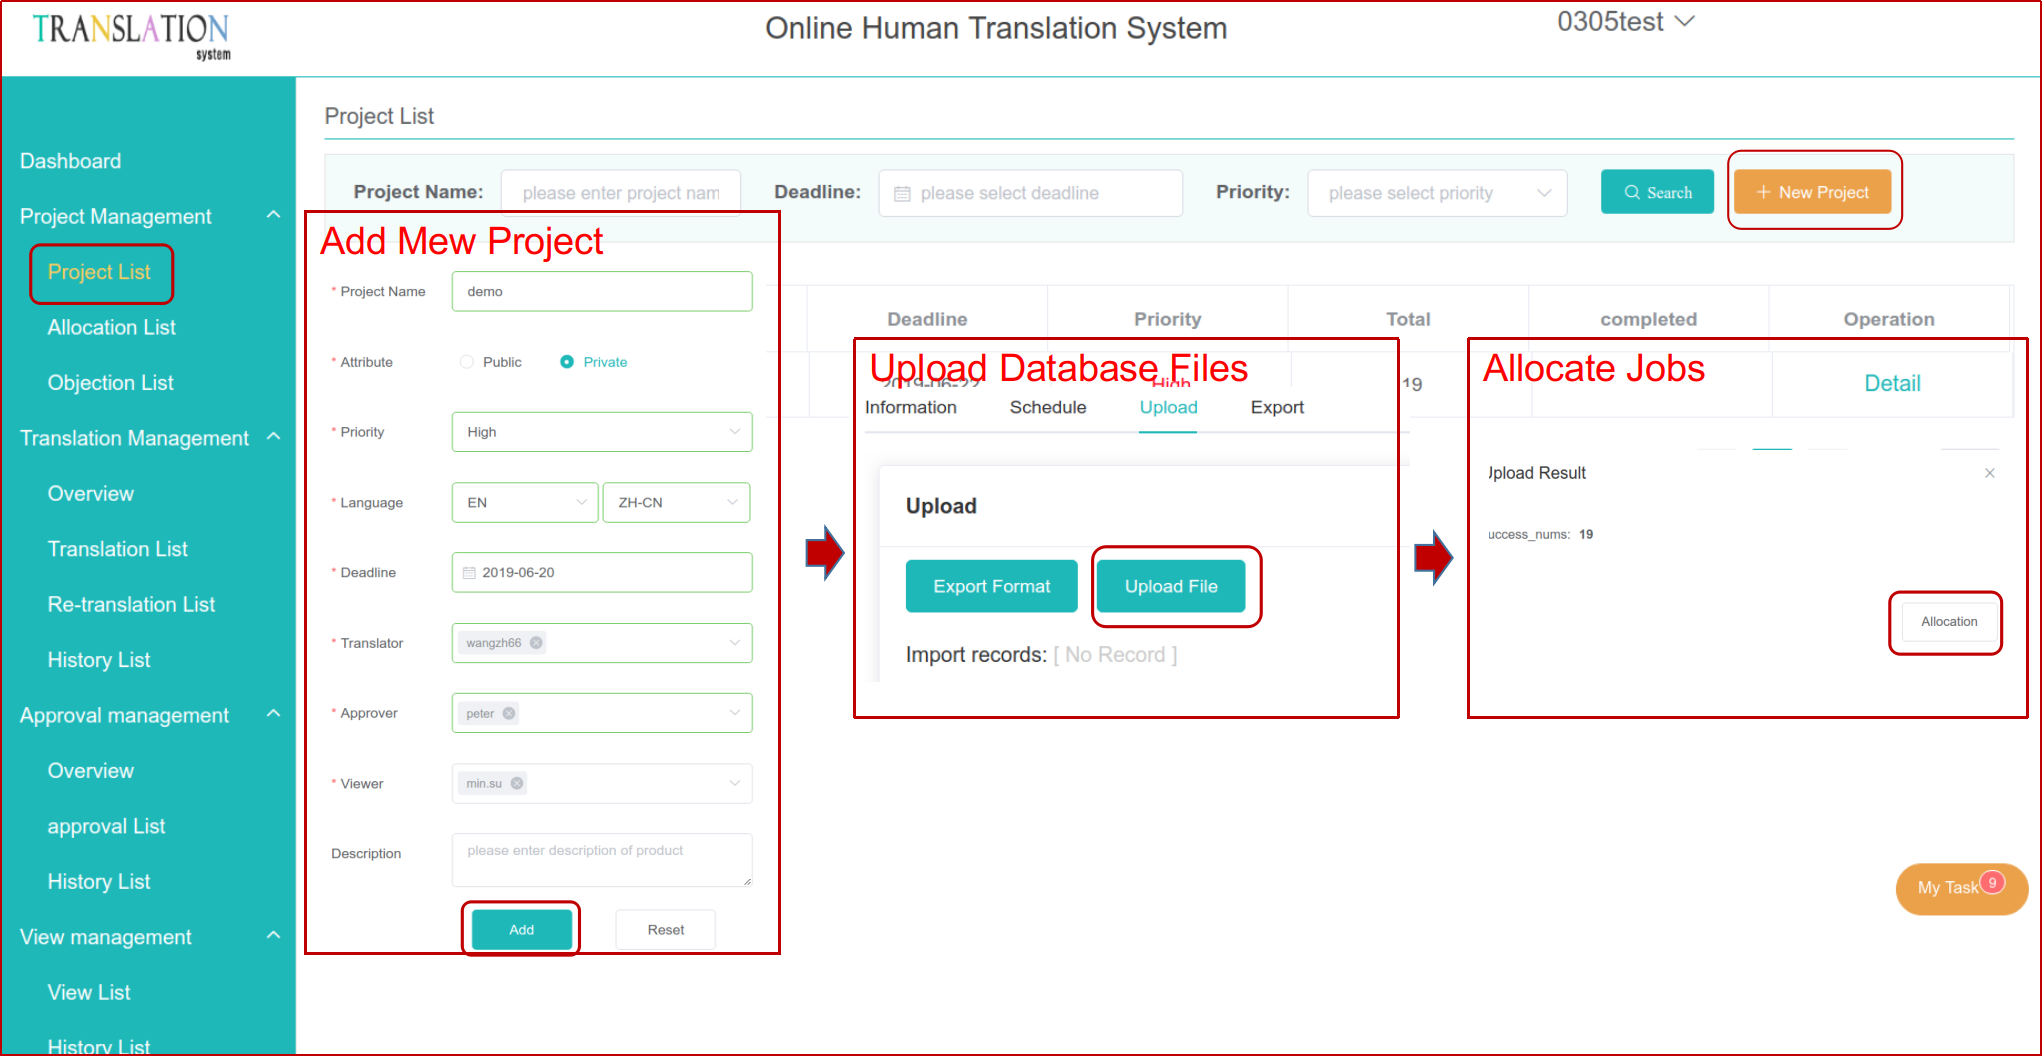 TRANSLATION
system
Online Human Translation System
0305test
Dashboard
Project Management
Project List
Allocation List
Objection List
Translation Management
Overview
Translation List
Re-translation List
History List
Approval management
Overview
approval List
History List
View management
View List
History List
Project List
Project Name: please enter project nam
Deadline: please select deadline
Priority: please select priority
Search
+ New Project
Deadline Priority Total completed Operation
2019-06-22 High 19 Detail
Add Mew Project
* Project Name demo
* Attribute Public Private
* Priority High
* Language EN ZH-CN
* Deadline 2019-06-20
* Translator wangzh66
* Approver peter
* Viewer min.su
Description please enter description of product
Add Reset
Upload Database Files
Information Schedule Upload Export
Upload
Export Format Upload File
Import records: [ No Record ]
Allocate Jobs
Upload Result
uccess_nums: 19
Allocation
My Task 9